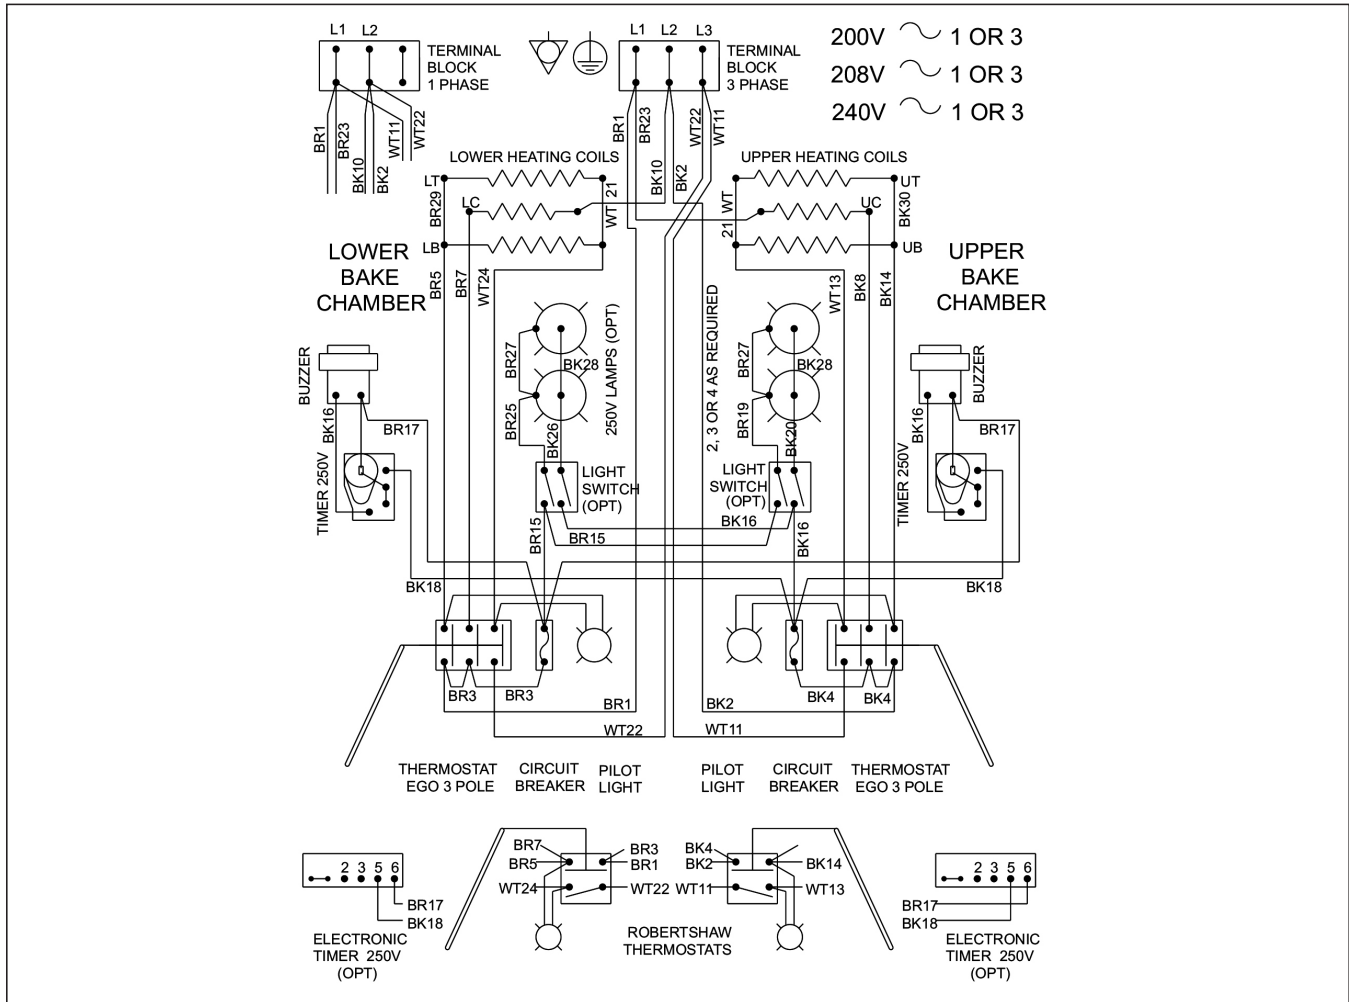 L1 L2
TERMINAL
BLOCK
1 PHASE
BR1
BR23
BK10
BK2
WT11
WT22
L1 L2 L3
TERMINAL
BLOCK
3 PHASE
BR1
BR23
BK10
BK2
WT22
WT11
200V 1 OR 3
208V 1 OR 3
240V 1 OR 3
LOWER HEATING COILS
LT
BR29
LC
LB
WT 21
UPPER HEATING COILS
21 WT
UT
UC
BK30
UB
LOWER
BAKE
CHAMBER
BR5
BR7
WT24
UPPER
BAKE
CHAMBER
WT13
BK8
BK14
BUZZER
BK16
BR17
TIMER 250V
BR27
BK28
BR25
BK26
250V LAMPS (OPT)
2, 3 OR 4 AS REQUIRED
BR27
BK28
BR19
BK20
BUZZER
BK16
BR17
TIMER 250V
LIGHT
SWITCH
(OPT)
LIGHT
SWITCH
(OPT)
BR15
BR15
BK16
BK16
BK18
BK18
BR3 BR3
BR1
WT22
BK4 BK4
BK2
WT11
THERMOSTAT
EGO 3 POLE
CIRCUIT
BREAKER
PILOT
LIGHT
PILOT
LIGHT
CIRCUIT
BREAKER
THERMOSTAT
EGO 3 POLE
2 3 5 6
BR17
BK18
ELECTRONIC
TIMER 250V
(OPT)
BR7
BR5
WT24
BR3
BR1
WT22
BK4
BK2
WT11
BK14
WT13
ROBERTSHAW
THERMOSTATS
2 3 5 6
BR17
BK18
ELECTRONIC
TIMER 250V
(OPT)